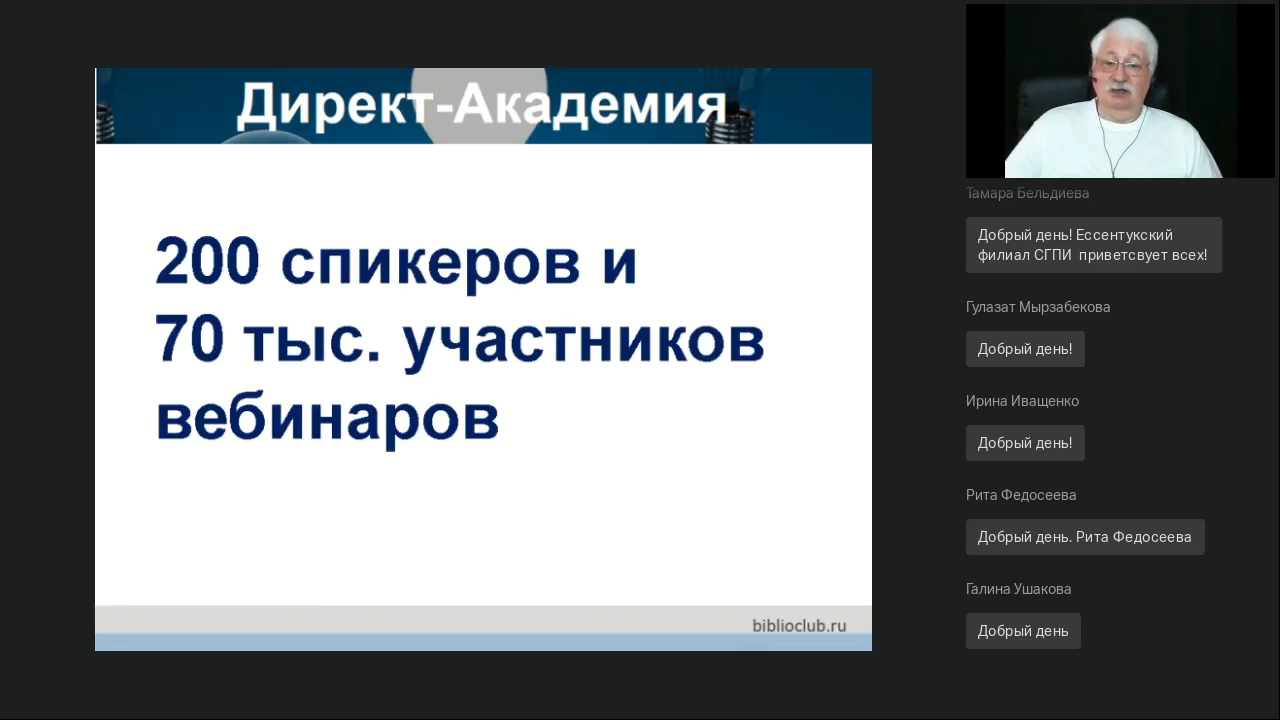 Директ-Академия
200 спикеров и
70 тыс. участников
вебинаров
biblioclub.ru
Тамара Бельдиева
Добрый день! Ессентукский
филиал СГПИ приветсвует всех!
Гулазат Мырзабекова
Добрый день!
Ирина Иващенко
Добрый день!
Рита Федосеева
Добрый день. Рита Федосеева
Галина Ушакова
Добрый день